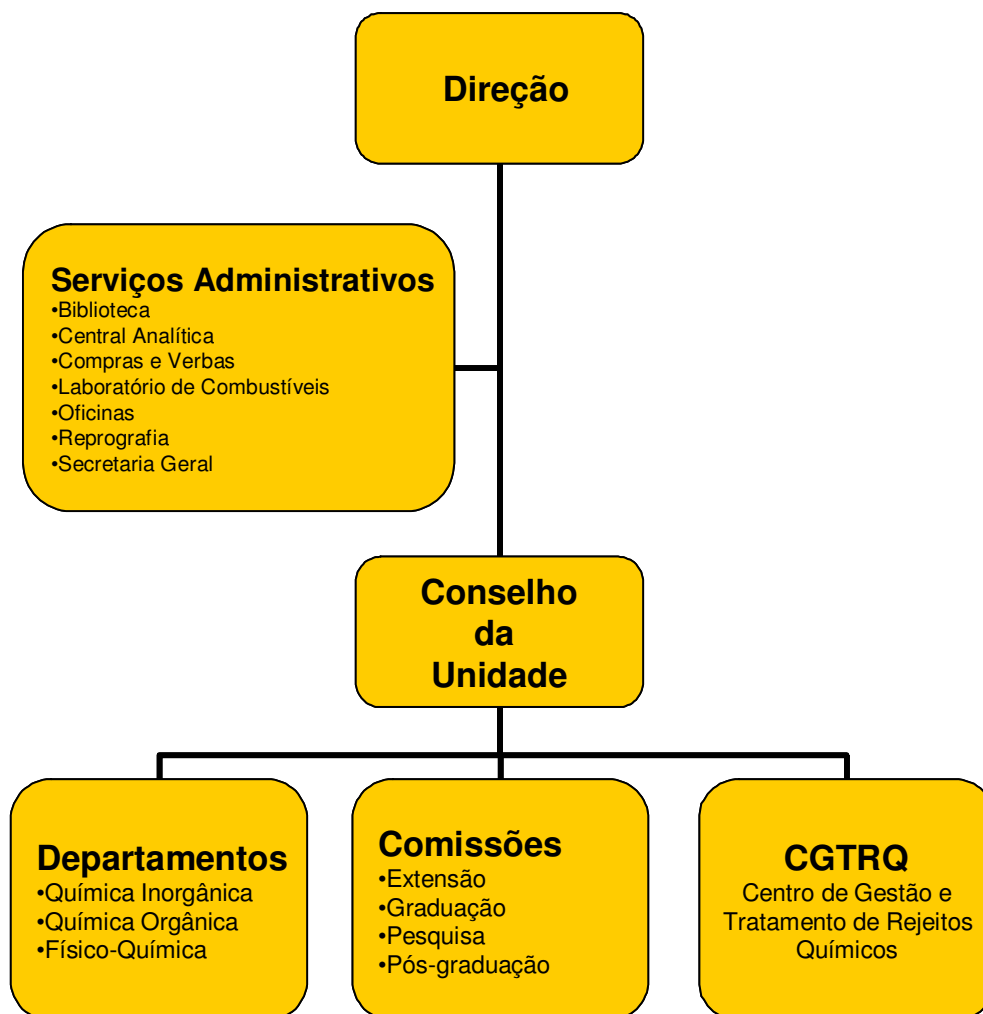 Direção
Serviços Administrativos
•Biblioteca
•Central Analítica
•Compras e Verbas
•Laboratório de Combustíveis
•Oficinas
•Reprografia
•Secretaria Geral
Conselho
da
Unidade
Departamentos
•Química Inorgânica
•Química Orgânica
•Físico-Química
Comissões
•Extensão
•Graduação
•Pesquisa
•Pós-graduação
CGTRQ
Centro de Gestão e
Tratamento de Rejeitos
Químicos